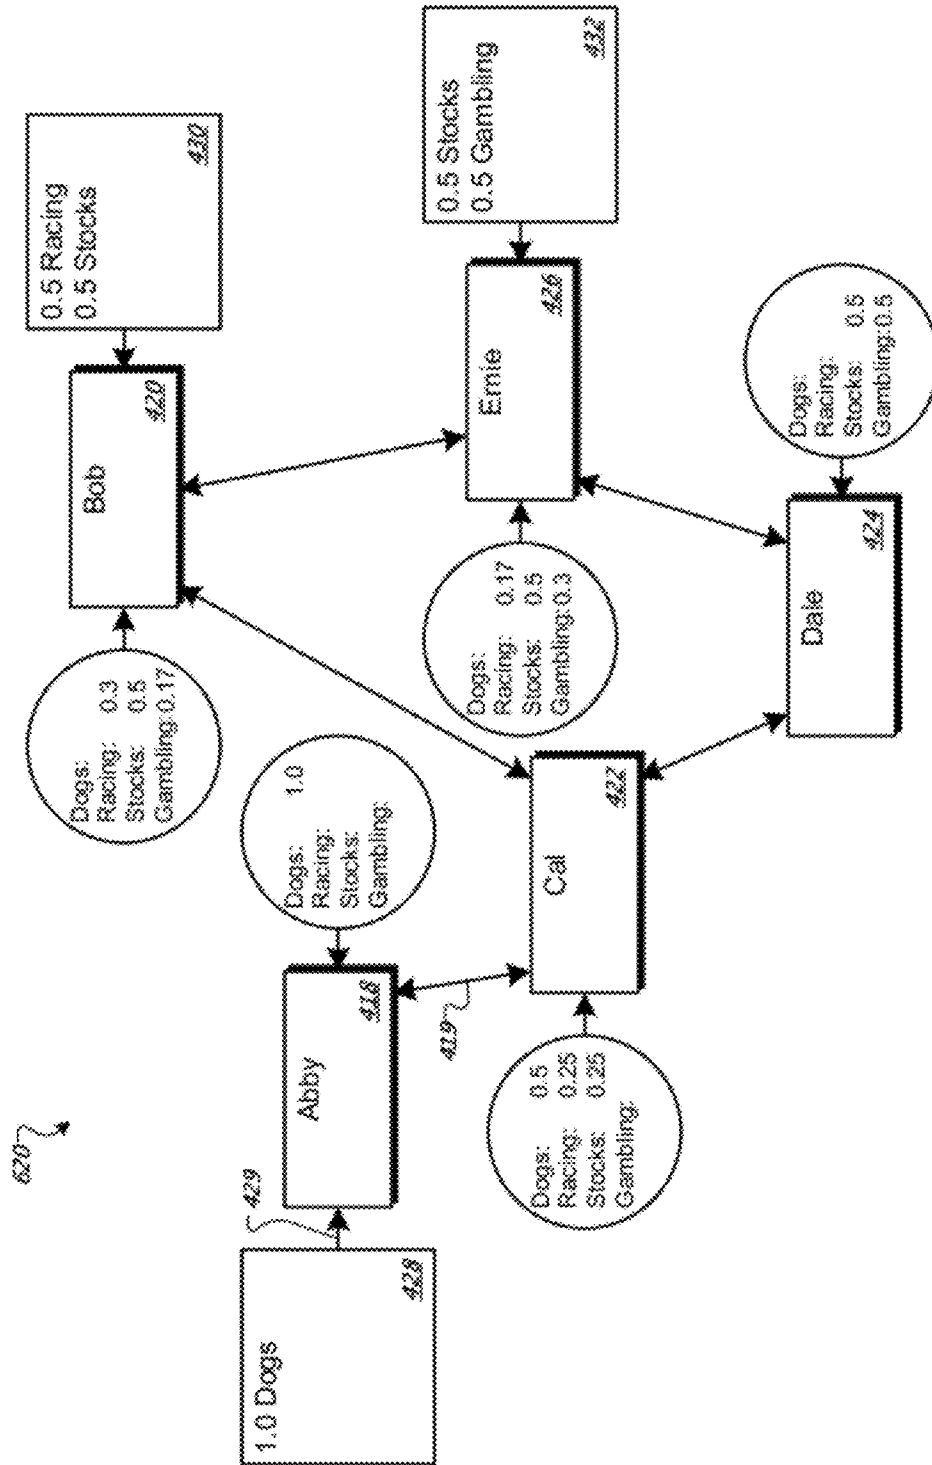 620
1.0 Dogs
428
429
Abby
418
Dogs: 1.0
Racing:
Stocks:
Gambling:
419
Dogs:
Racing: 0.3
Stocks: 0.5
Gambling:0.17
Bob
420
0.5 Racing
0.5 Stocks
430
Dogs: 0.5
Racing: 0.25
Stocks: 0.25
Gambling:
Cal
422
Dogs:
Racing: 0.17
Stocks: 0.5
Gambling:0.3
Ernie
426
0.5 Stocks
0.5 Gambling
432
Dale
424
Dogs:
Racing:
Stocks: 0.5
Gambling:0.5